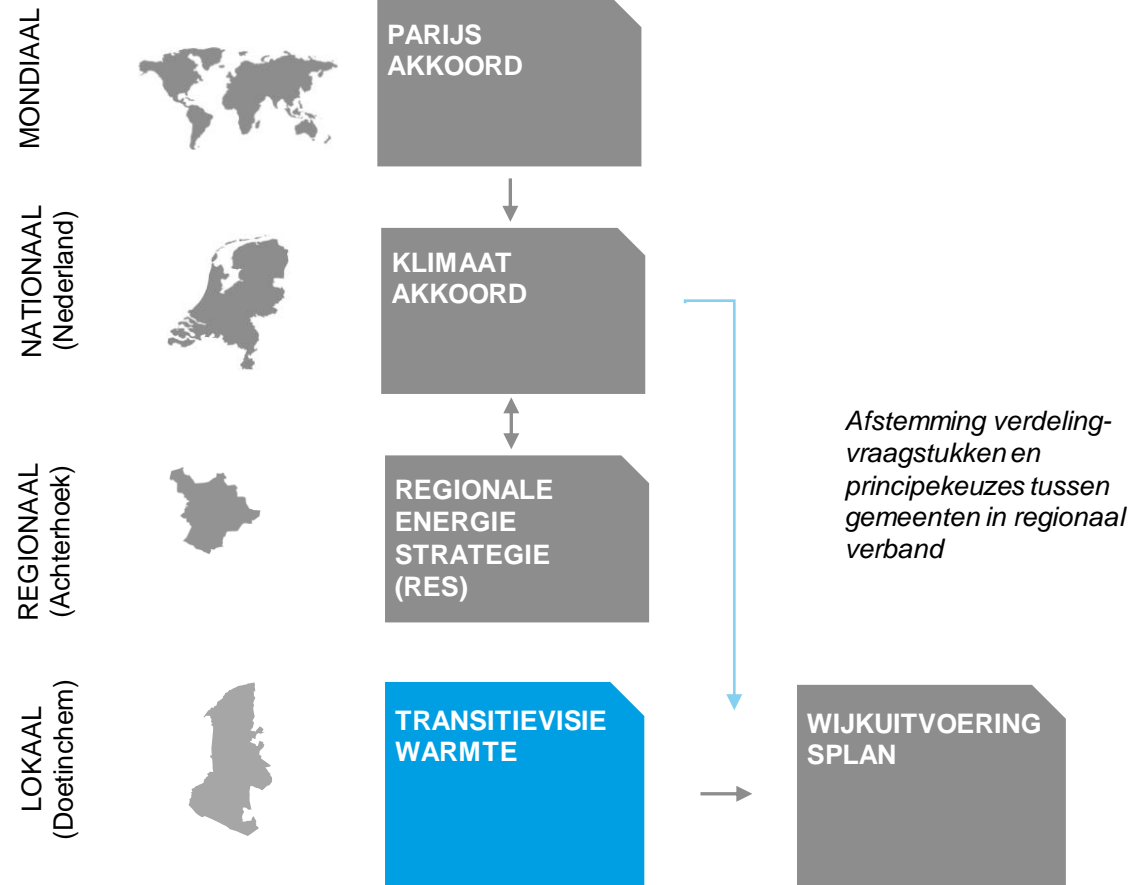 MONDIAAL
PARIJS
AKKOORD
NATIONAAL
(Nederland)
KLIMAAT
AKKOORD
REGIONAAL
(Achterhoek)
REGIONALE
ENERGIE
STRATEGIE
(RES)
Afstemming verdeling-
vraagstukken en
principekeuzes tussen
gemeenten in regionaal
verband
LOKAAL
(Doetinchem)
TRANSITIEVISIE
WARMTE
WIJKUITVOERING
SPLAN